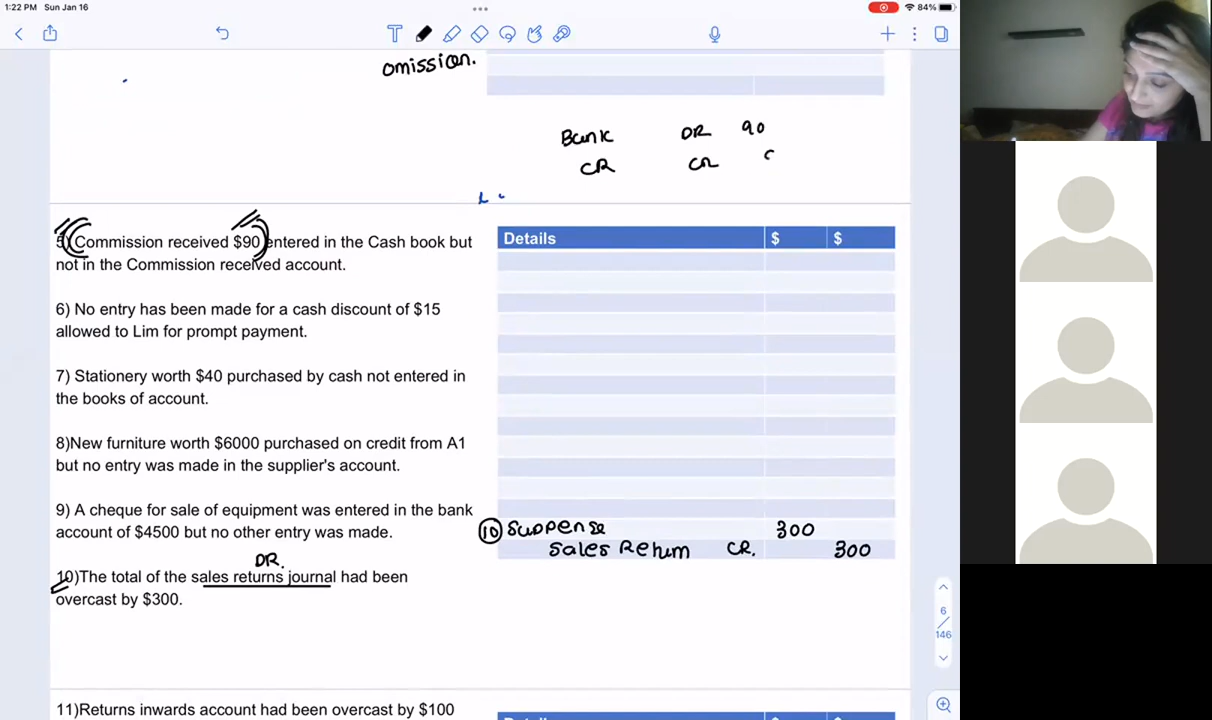 1:22 PM Sun Jan 16
84%
omission.
Bank DR 90
CR CR
5) Commission received $90 entered in the Cash book but
not in the Commission received account.
6) No entry has been made for a cash discount of $15
allowed to Lim for prompt payment.
7) Stationery worth $40 purchased by cash not entered in
the books of account.
8)New furniture worth $6000 purchased on credit from A1
but no entry was made in the supplier's account.
9) A cheque for sale of equipment was entered in the bank
account of $4500 but no other entry was made.
DR.
10)The total of the sales returns journal had been
overcast by $300.
Details $ $
10 Suspense 300
Sales Return CR. 300
6
146
11)Returns inwards account had been overcast by $100
Details $ $